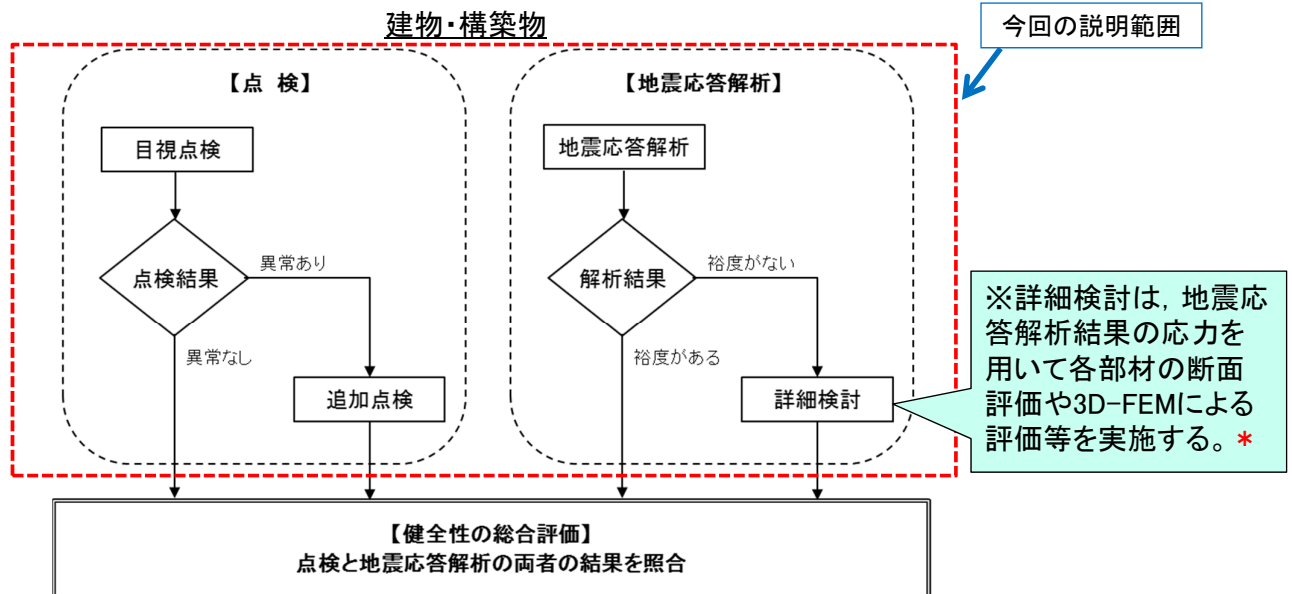 建物・構築物
今回の説明範囲
【点 検】
目視点検
点検結果
異常あり
異常なし
追加点検
【地震応答解析】
地震応答解析
解析結果
裕度がない
裕度がある
詳細検討
※詳細検討は，地震応
答解析結果の応力を
用いて各部材の断面
評価や3D-FEMによる
評価等を実施する。*
【健全性の総合評価】
点検と地震応答解析の両者の結果を照合